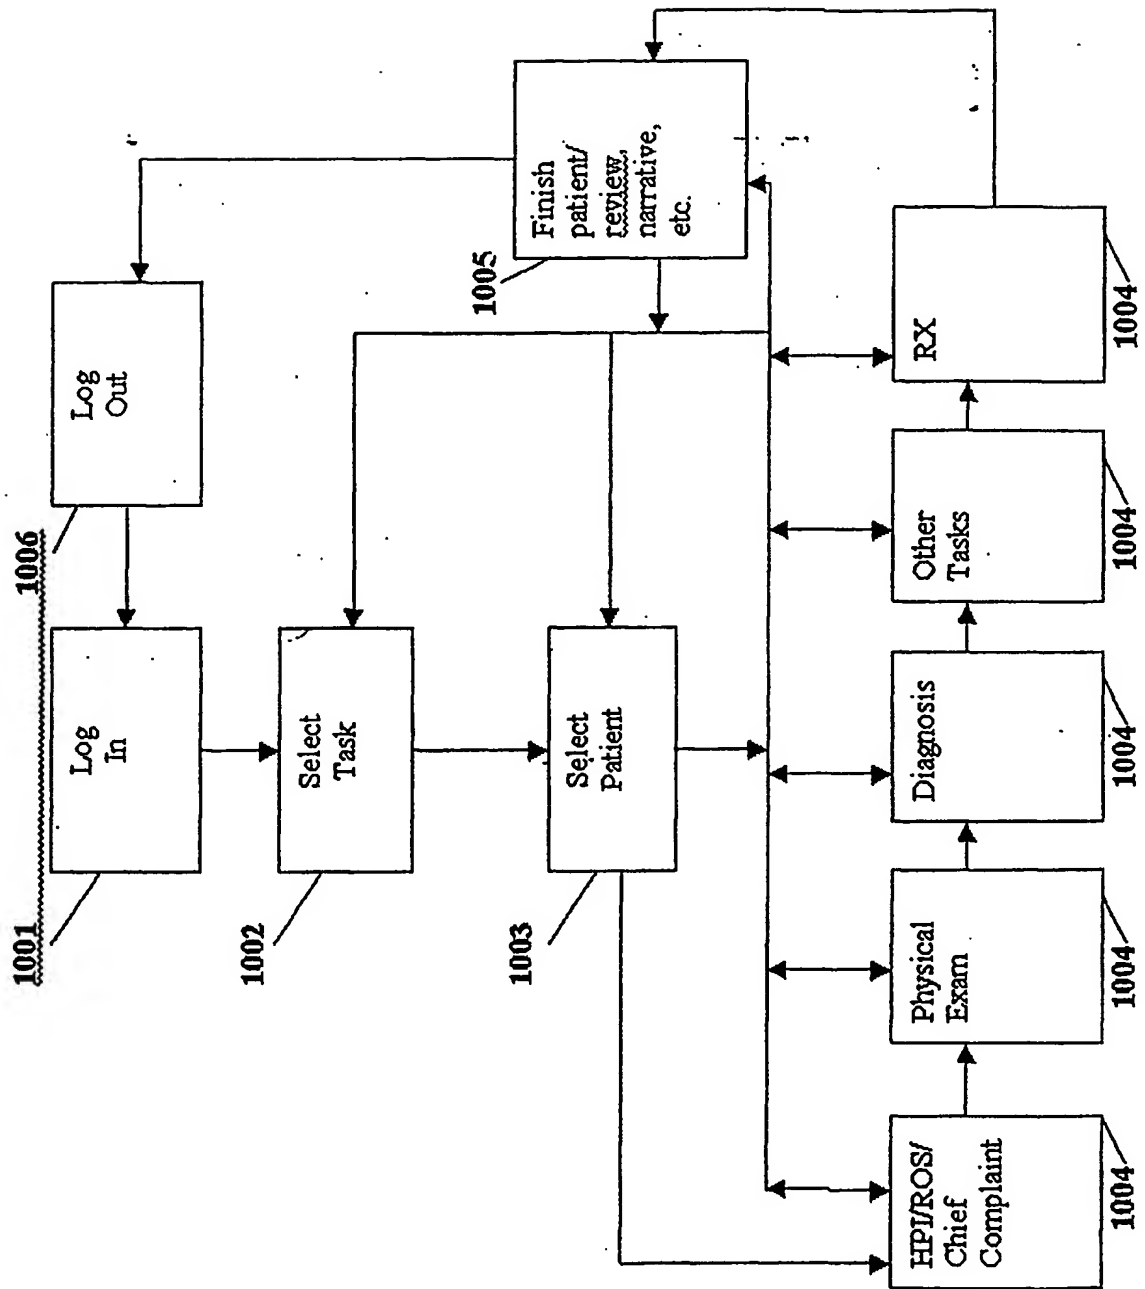 1001
Log
In
1006
Log
Out
1002
Select
Task
1003
Select
Patient
1005
Finish
patient/
review,
narrative,
etc.
HPI/ROS/
Chief
Complaint
1004
Physical
Exam
1004
Diagnosis
1004
Other
Tasks
1004
RX
1004